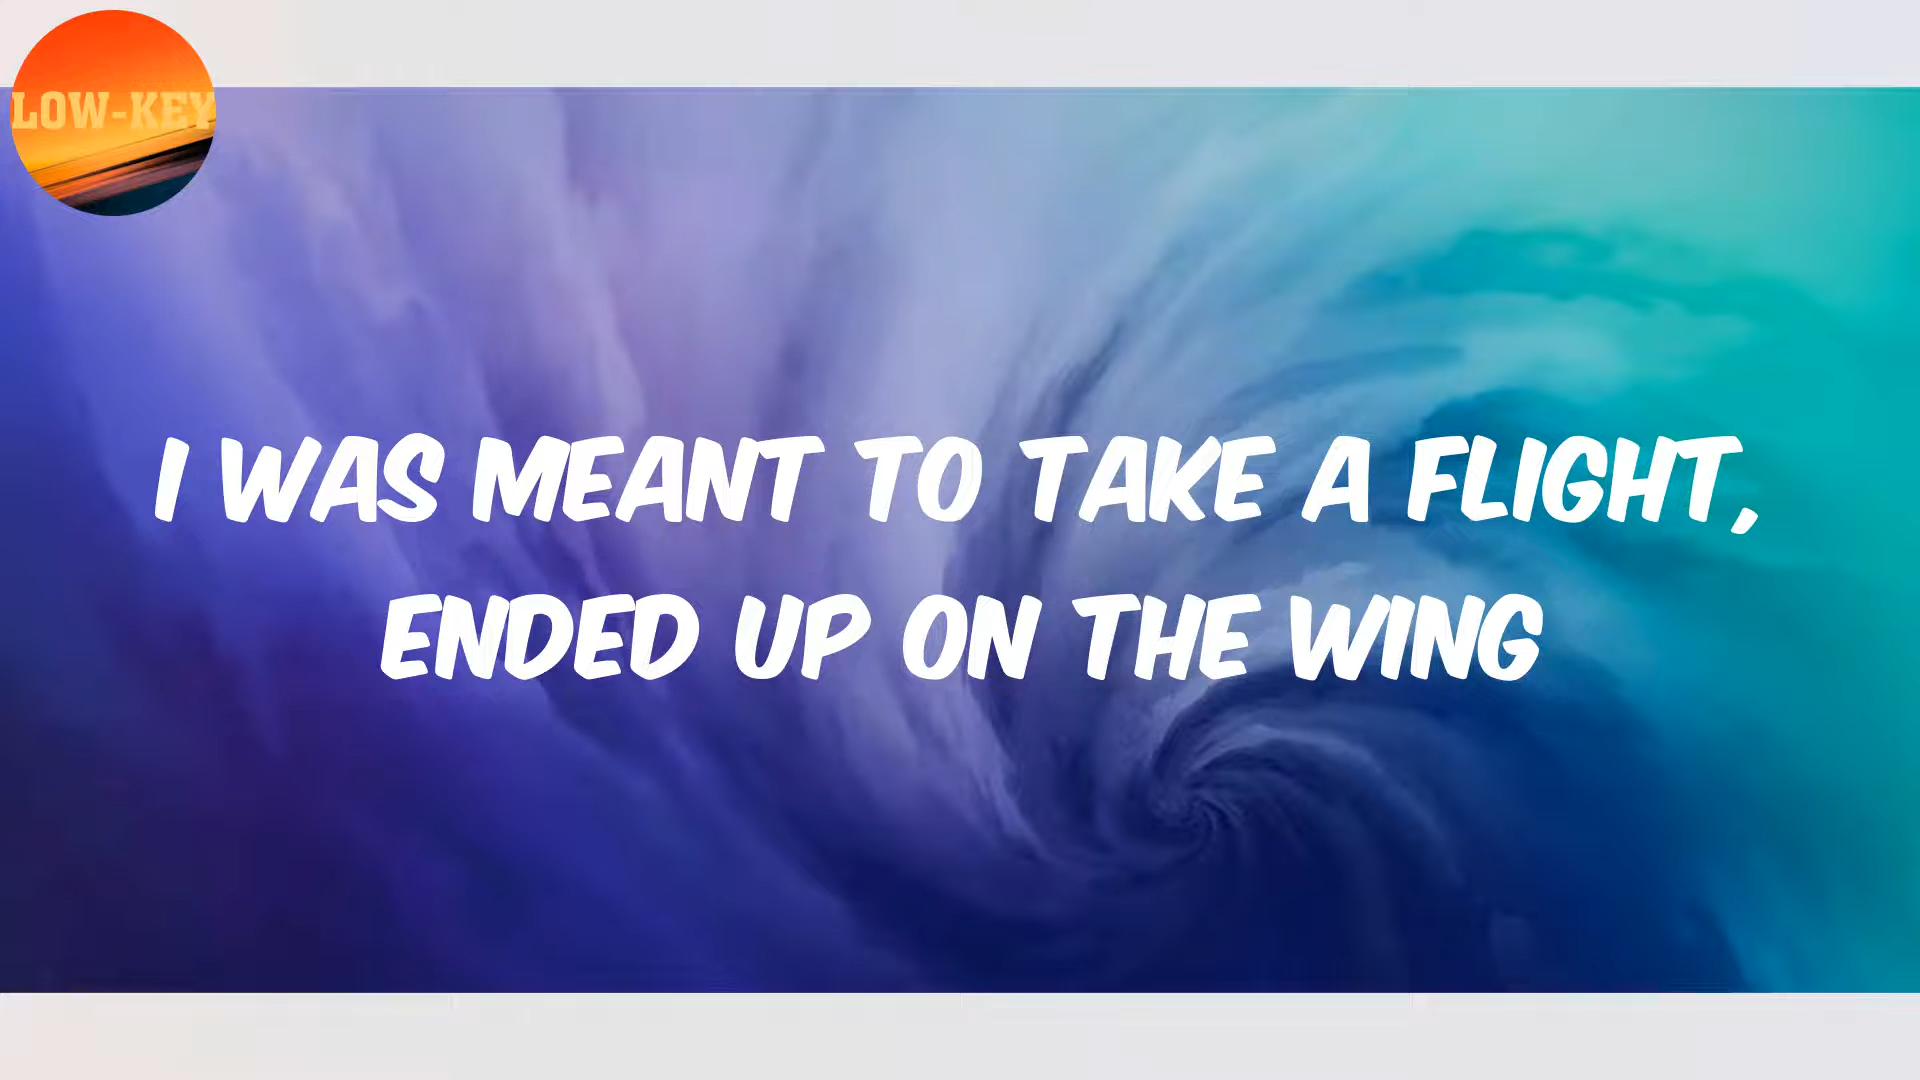 LOW-KEY
I WAS MEANT TO TAKE A FLIGHT,
ENDED UP ON THE WING